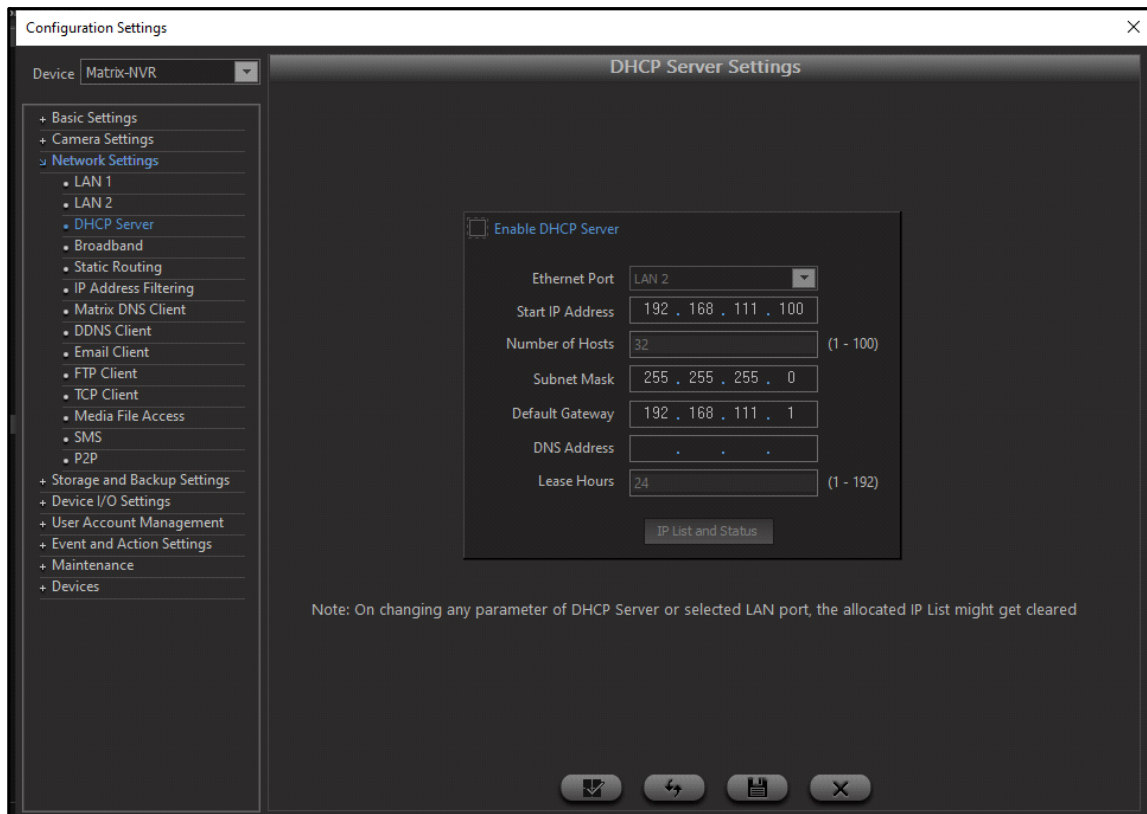 Configuration Settings
Device Matrix-NVR
DHCP Server Settings
+ Basic Settings
+ Camera Settings
Network Settings
• LAN 1
• LAN 2
• DHCP Server
• Broadband
• Static Routing
• IP Address Filtering
• Matrix DNS Client
• DDNS Client
• Email Client
• FTP Client
• TCP Client
• Media File Access
• SMS
• P2P
+ Storage and Backup Settings
+ Device I/O Settings
+ User Account Management
+ Event and Action Settings
+ Maintenance
+ Devices
Enable DHCP Server
Ethernet Port LAN 2
Start IP Address 192 . 168 . 111 . 100
Number of Hosts 32 (1 - 100)
Subnet Mask 255 . 255 . 255 . 0
Default Gateway 192 . 168 . 111 . 1
DNS Address . . .
Lease Hours 24 (1 - 192)
IP List and Status
Note: On changing any parameter of DHCP Server or selected LAN port, the allocated IP List might get cleared